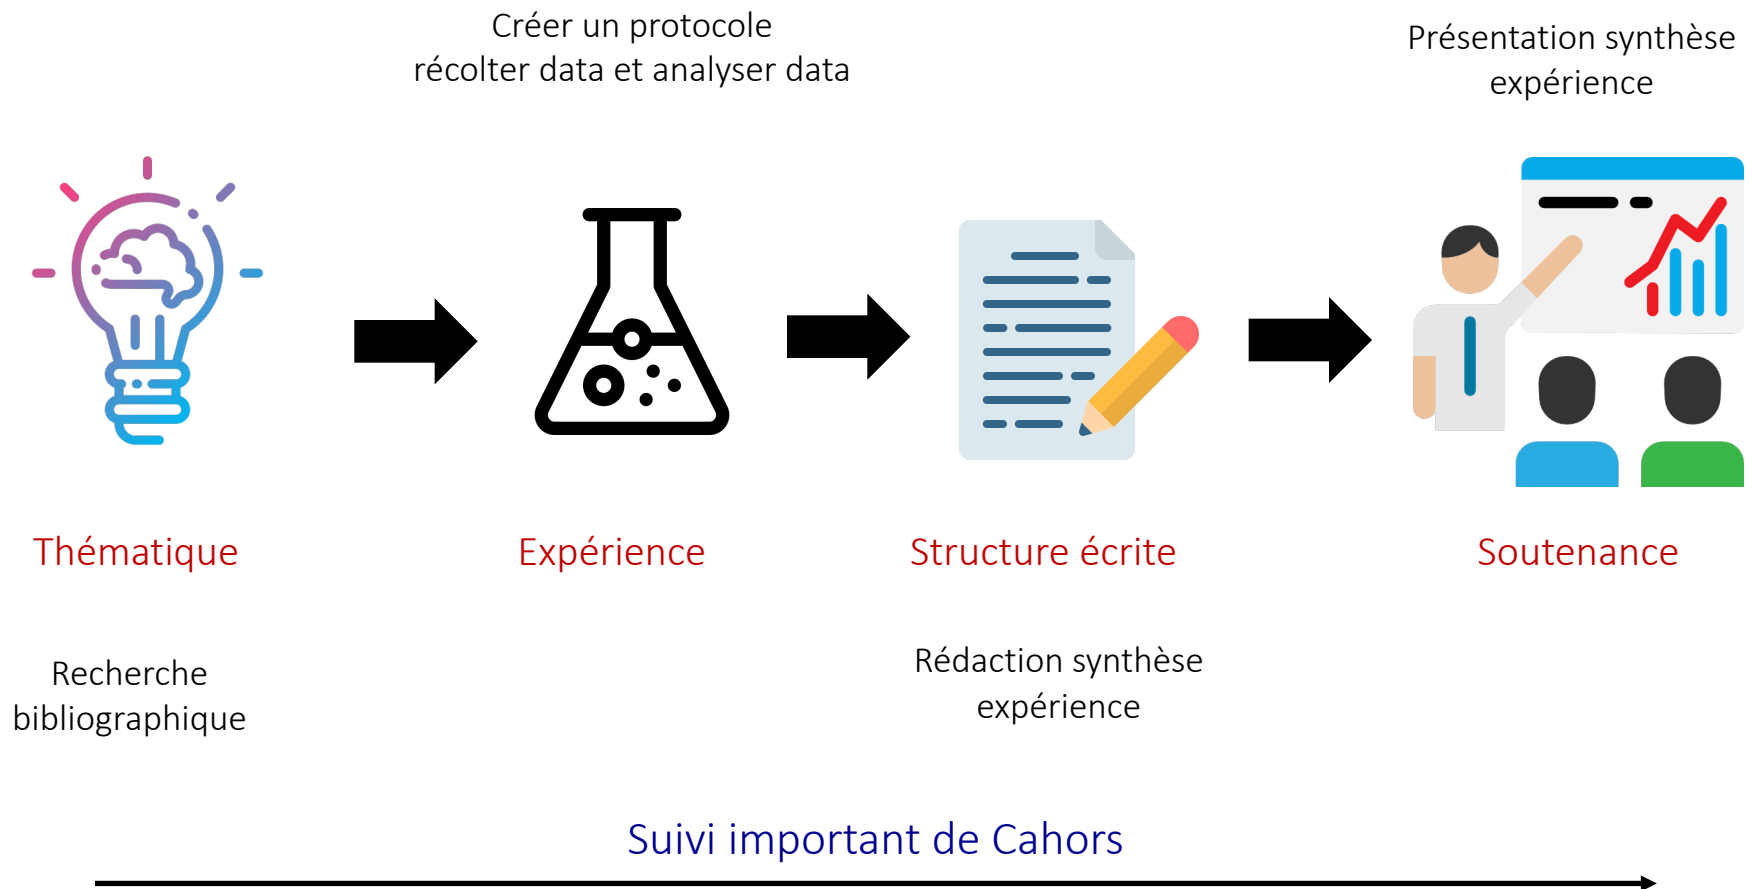 Créer un protocole
récolter data et analyser data
Présentation synthèse
expérience
Thématique
Expérience
Structure écrite
Soutenance
Recherche
bibliographique
Rédaction synthèse
expérience
Suivi important de Cahors